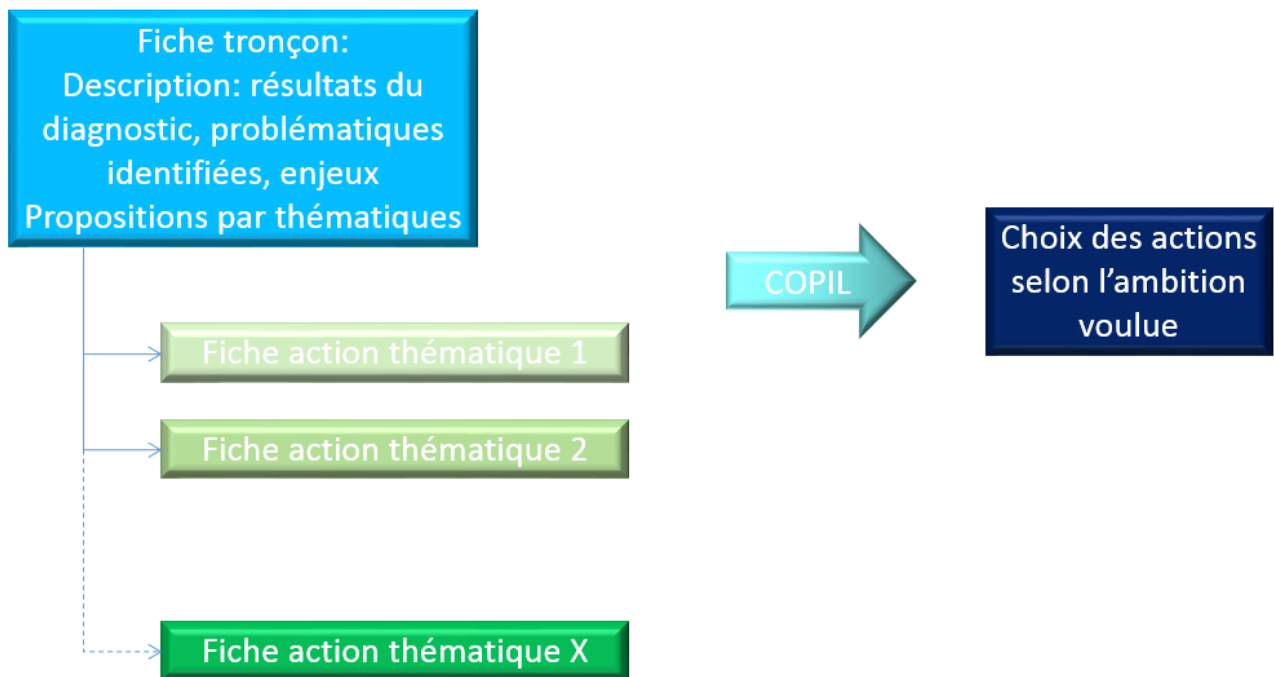 Fiche tronçon:
Description: résultats du
diagnostic, problématiques
identifiées, enjeux
Propositions par thématiques
Fiche action thématique 1
Fiche action thématique 2
Fiche action thématique X
COPIL
Choix des actions
selon l’ambition
voulue